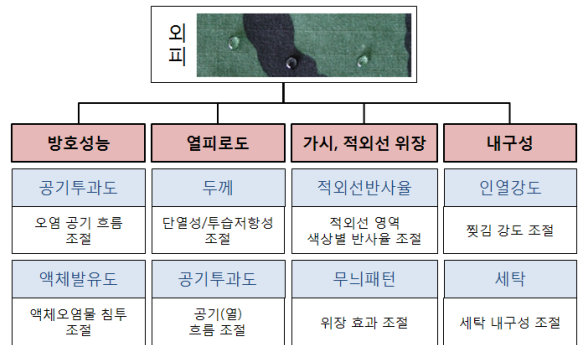 외
피
방호성능
열피로도
가시, 적외선 위장
내구성
공기투과도
두께
적외선반사율
인열강도
오염 공기 흐름
조절
단열성/투습저항성
조절
적외선 영역
색상별 반사율 조절
찢김 강도 조절
액체발유도
공기투과도
무늬패턴
세탁
액체오염물 침투
조절
공기(열)
흐름 조절
위장 효과 조절
세탁 내구성 조절